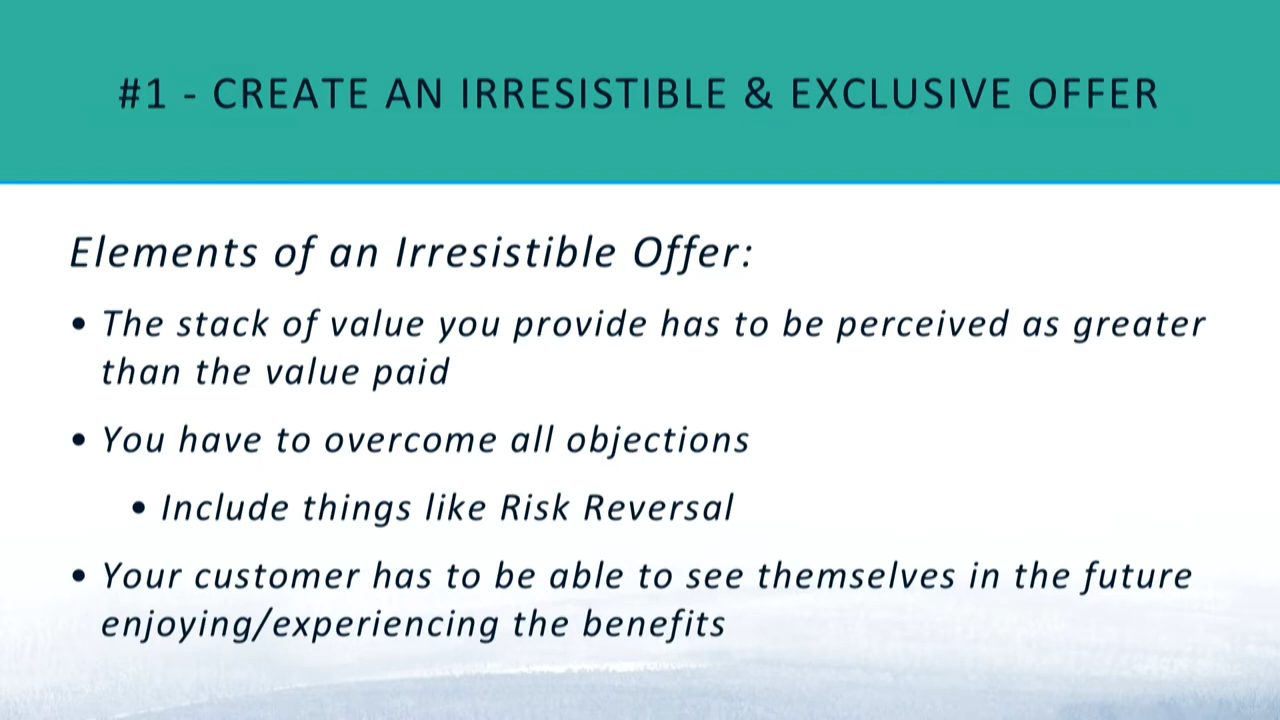 #1 - CREATE AN IRRESISTIBLE & EXCLUSIVE OFFER
Elements of an Irresistible Offer:
• The stack of value you provide has to be perceived as greater
than the value paid
• You have to overcome all objections
• Include things like Risk Reversal
• Your customer has to be able to see themselves in the future
enjoying/experiencing the benefits